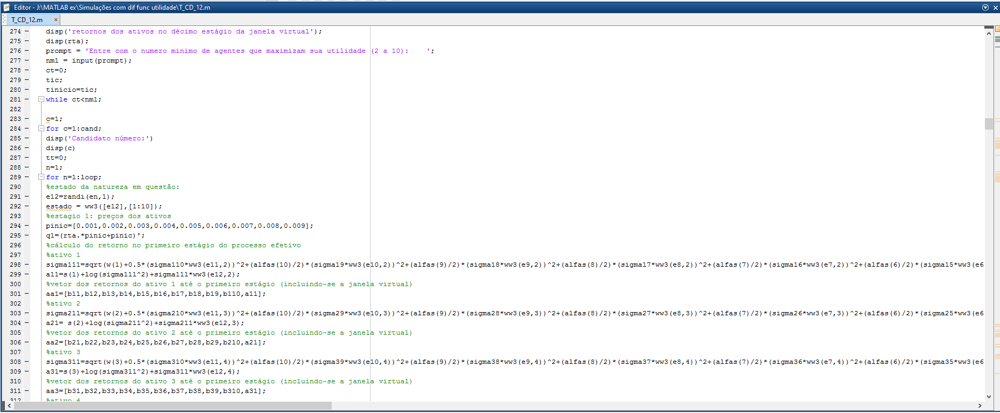 Editor - J:\MATLAB ex\Simulações com dif func utilidade\T_CD_12.m
T_CD_12.m ×
274 – disp('retornos dos ativos no décimo estágio da janela virtual');
275 – disp(rta);
276 – prompt = 'Entre com o numero minimo de agentes que maximizam sua utilidade (2 a 10):    ';
277 – nm1 = input(prompt);
278 – ct=0;
279 – tic;
280 – tinicio=tic;
281 – while ct<nm1;
282
283 – c=1;
284 – for c=1:cand;
285 – disp('Candidato número:')
286 – disp(c)
287 – tt=0;
288 – n=1;
289 – for n=1:loop;
290 %estado da natureza em questão:
291 – e12=randi(en,1);
292 – estado = ww3([e12],[1:10]);
293 %estagio 1: preços dos ativos
294 – pinic=[0.001,0.002,0.003,0.004,0.005,0.006,0.007,0.008,0.009];
295 – q1=(rta.*pinic+pinic)';
296 %cálculo do retorno no primeiro estágio do processo efetivo
297 %ativo 1
298 – sigma111=sqrt(w(1)+0.5*(sigma110*ww3(e11,2))^2+(alfas(10)/2)*(sigma19*ww3(e10,2))^2+(alfas(9)/2)*(sigma18*ww3(e9,2))^2+(alfas(8)/2)*(sigma17*ww3(e8,2))^2+(alfas(7)/2)*(sigma16*ww3(e7,2))^2+(alfas(6)/2)*(sigma15*ww3(e6
299 – a11=s(1)+log(sigma111^2)+sigma111*ww3(e12,2);
300 %vetor dos retornos do ativo 1 até o primeiro estágio (incluindo-se a janela virtual)
301 – aa1=[b11,b12,b13,b14,b15,b16,b17,b18,b19,b110,a11];
302 %ativo 2
303 – sigma211=sqrt(w(2)+0.5*(sigma210*ww3(e11,3))^2+(alfas(10)/2)*(sigma29*ww3(e10,3))^2+(alfas(9)/2)*(sigma28*ww3(e9,3))^2+(alfas(8)/2)*(sigma27*ww3(e8,3))^2+(alfas(7)/2)*(sigma26*ww3(e7,3))^2+(alfas(6)/2)*(sigma25*ww3(e6
304 – a21= s(2)+log(sigma211^2)+sigma211*ww3(e12,3);
305 %vetor dos retornos do ativo 2 até o primeiro estágio (incluindo-se a janela virtual)
306 – aa2=[b21,b22,b23,b24,b25,b26,b27,b28,b29,b210,a21];
307 %ativo 3
308 – sigma311=sqrt(w(3)+0.5*(sigma310*ww3(e11,4))^2+(alfas(10)/2)*(sigma39*ww3(e10,4))^2+(alfas(9)/2)*(sigma38*ww3(e9,4))^2+(alfas(8)/2)*(sigma37*ww3(e8,4))^2+(alfas(7)/2)*(sigma36*ww3(e7,4))^2+(alfas(6)/2)*(sigma35*ww3(e6
309 – a31=s(3)+log(sigma311^2)+sigma311*ww3(e12,4);
310 %vetor dos retornos do ativo 3 até o primeiro estágio (incluindo-se a janela virtual)
311 – aa3=[b31,b32,b33,b34,b35,b36,b37,b38,b39,b310,a31];
312 %ativo 4